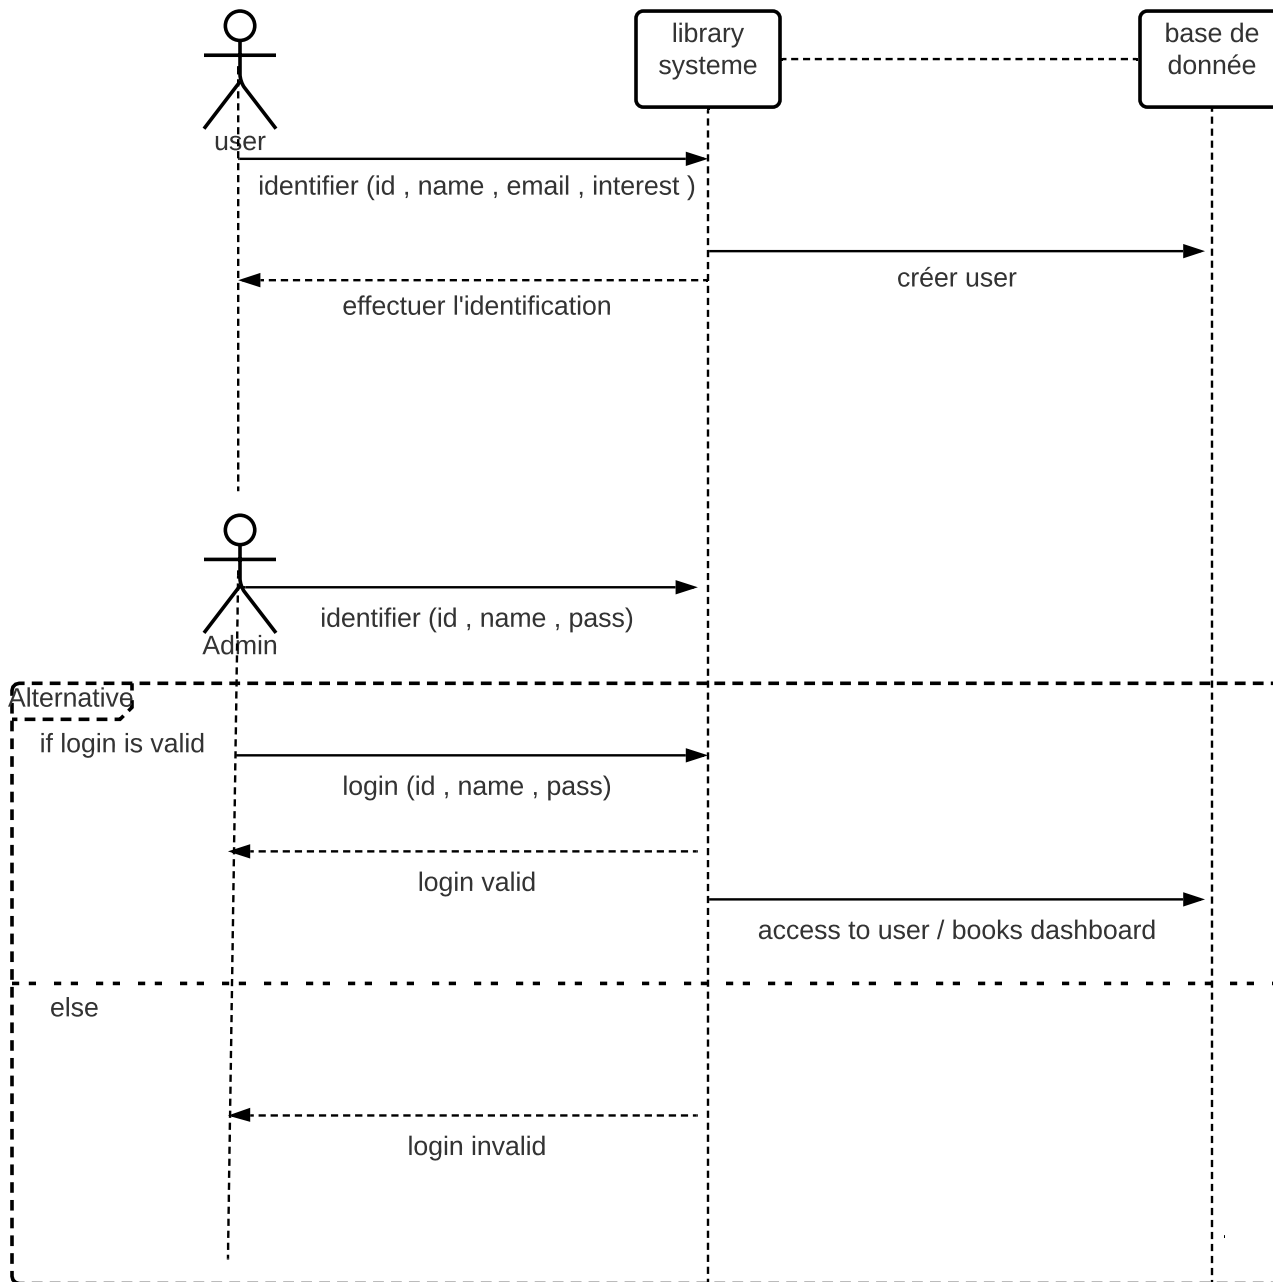 library
systeme
base de
donnée
user
identifier (id , name , email , interest )
créer user
effectuer l'identification
identifier (id , name , pass)
Admin
Alternative
if login is valid
login (id , name , pass)
login valid
access to user / books dashboard
else
login invalid